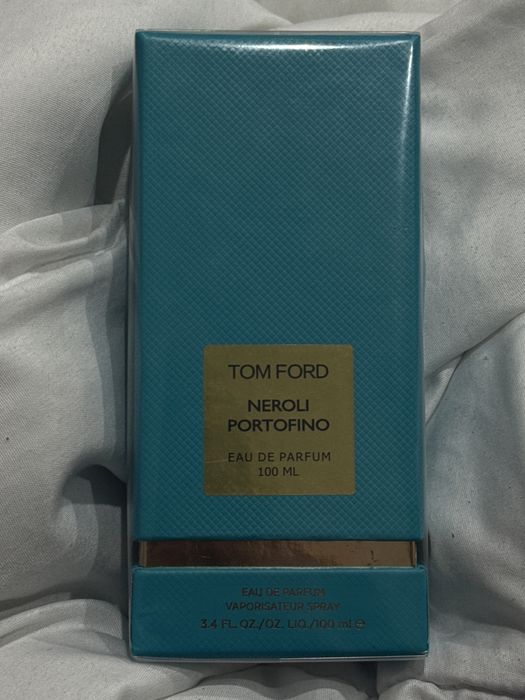 TOM FORD
NEROLI
PORTOFINO
EAU DE PARFUM
100 ML
EAU DE PARFUM
VAPORISATEUR SPRAY
3.4 FL. OZ./OZ. LIQ./100 ml ℮